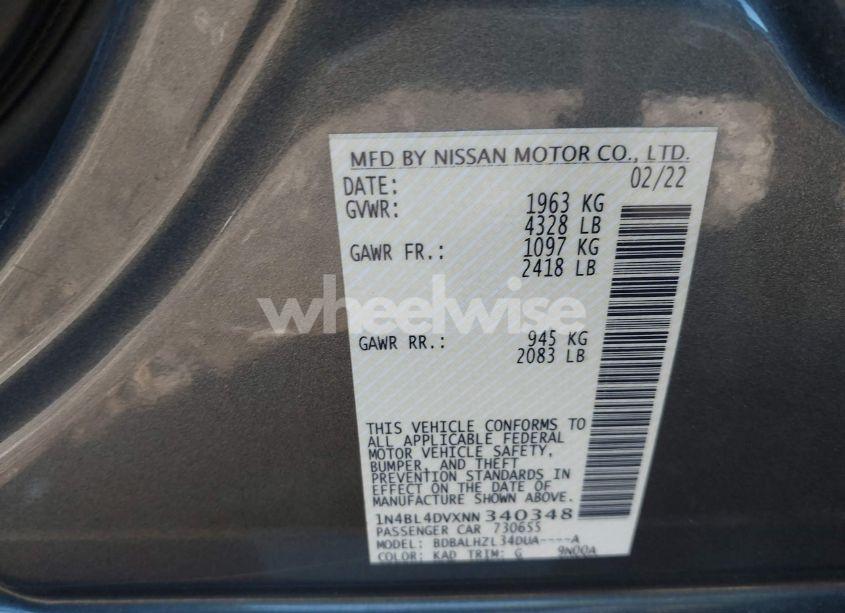 MFD BY NISSAN MOTOR CO., LTD.
DATE: 02/22
GVWR: 1963 KG
4328 LB
GAWR FR.: 1097 KG
2418 LB
wheelwise
GAWR RR.: 945 KG
2083 LB
THIS VEHICLE CONFORMS TO
ALL APPLICABLE FEDERAL
MOTOR VEHICLE SAFETY,
BUMPER, AND THEFT
PREVENTION STANDARDS IN
EFFECT ON THE DATE OF
MANUFACTURE SHOWN ABOVE.
1N4BL4DVXNN340348
PASSENGER CAR 730655
MODEL: BDBALHZL34DUA----A
COLOR: KAD TRIM: G 9N00A